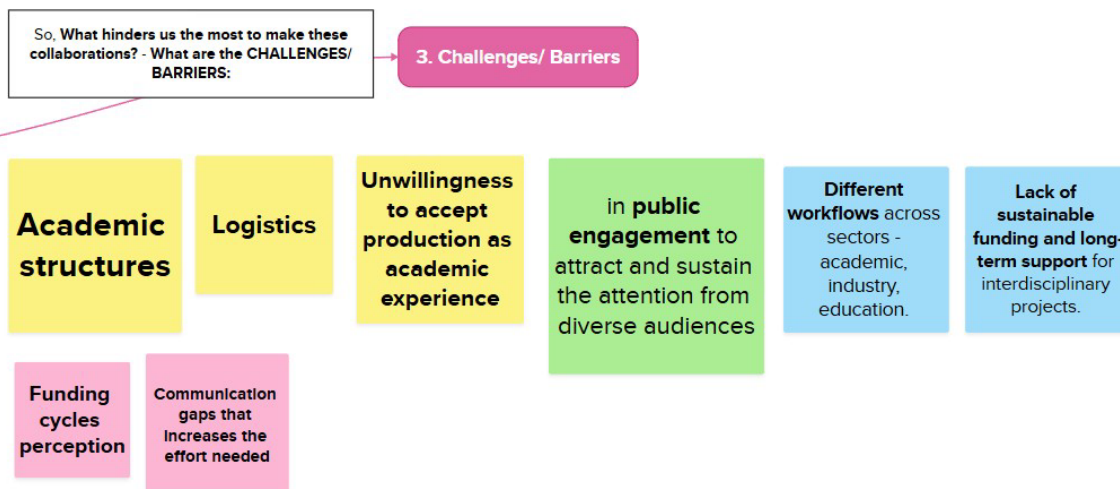 So, What hinders us the most to make these
collaborations? - What are the CHALLENGES/
BARRIERS:
3. Challenges/ Barriers
Academic
structures
Logistics
Unwillingness
to accept
production as
academic
experience
in public
engagement to
attract and sustain
the attention from
diverse audiences
Different
workflows across
sectors -
academic,
industry,
education.
Lack of
sustainable
funding and long-
term support for
interdisciplinary
projects.
Funding
cycles
perception
Communication
gaps that
increases the
effort needed